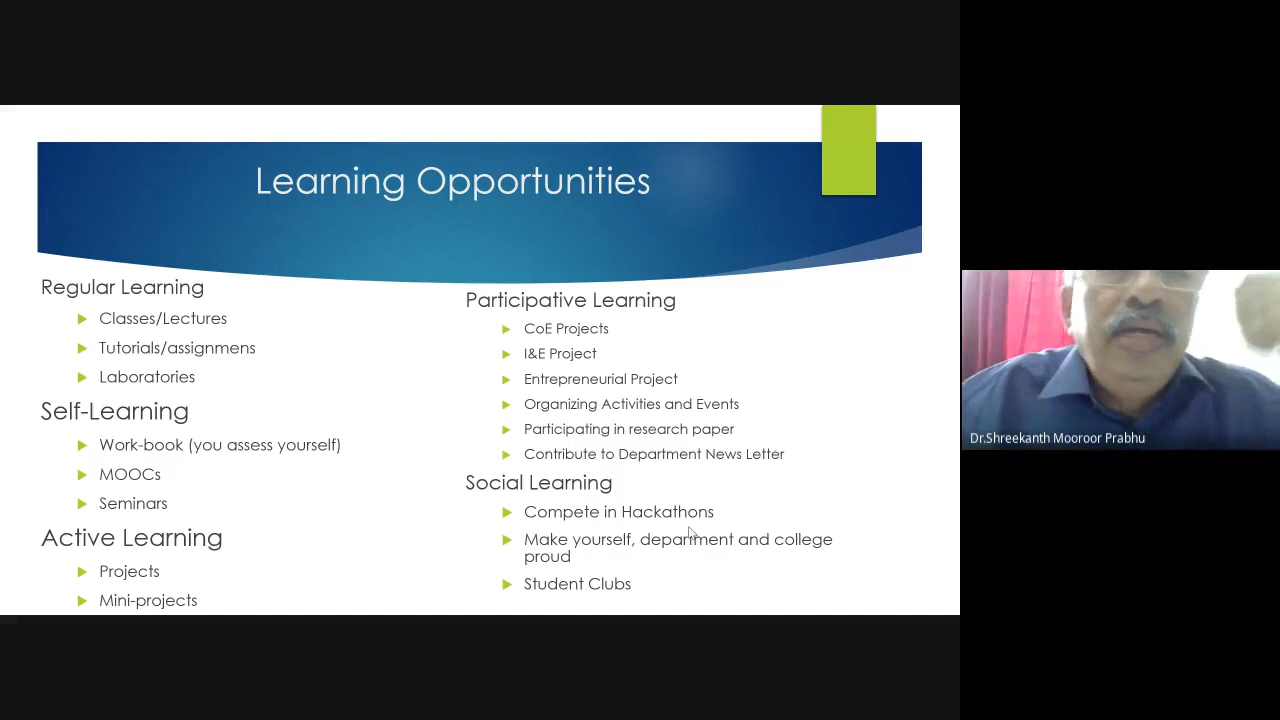 Learning Opportunities
Regular Learning
Classes/Lectures
Tutorials/assignmens
Laboratories
Self-Learning
Work-book (you assess yourself)
MOOCs
Seminars
Active Learning
Projects
Mini-projects
Participative Learning
CoE Projects
I&E Project
Entrepreneurial Project
Organizing Activities and Events
Participating in research paper
Contribute to Department News Letter
Social Learning
Compete in Hackathons
Make yourself, department and college
proud
Student Clubs
Dr.Shreekanth Mooroor Prabhu